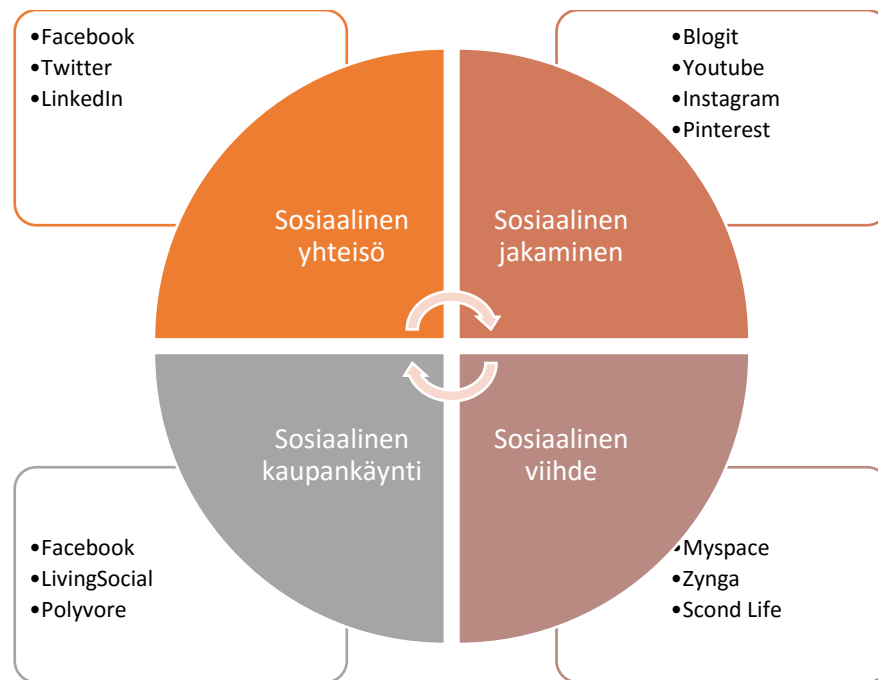 •Facebook
•Twitter
•LinkedIn
•Blogit
•Youtube
•Instagram
•Pinterest
Sosiaalinen
yhteisö
Sosiaalinen
jakaminen
Sosiaalinen
kaupankäynti
Sosiaalinen
viihde
•Facebook
•LivingSocial
•Polyvore
•Myspace
•Zynga
•Scond Life